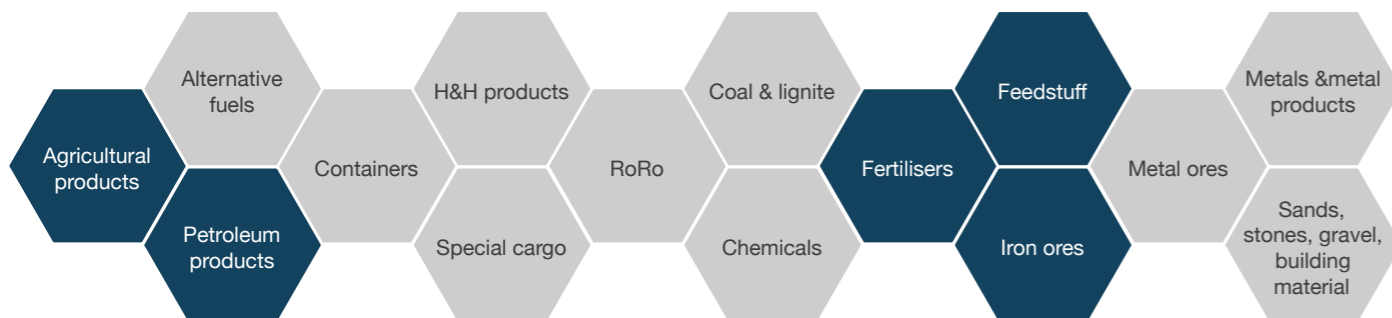 Agricultural
products
Alternative
fuels
Petroleum
products
Containers
H&H products
Special cargo
RoRo
Coal & lignite
Chemicals
Fertilisers
Feedstuff
Iron ores
Metal ores
Metals &metal
products
Sands,
stones, gravel,
building
material